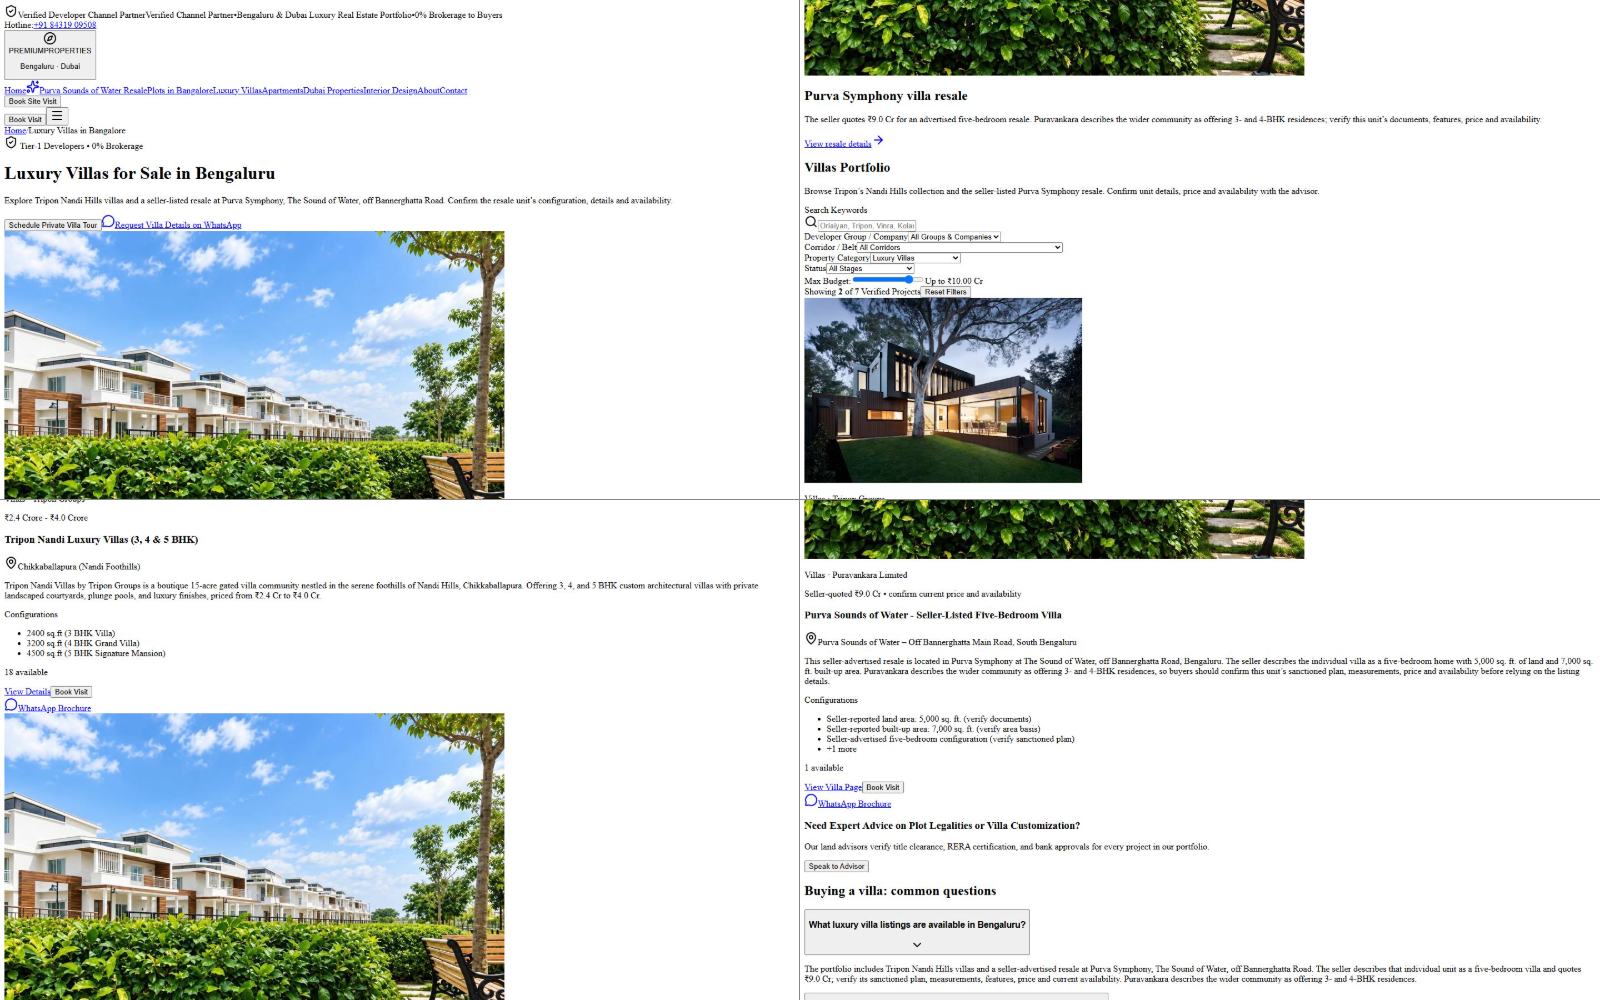 Verified Developer Channel PartnerVerified Channel Partner•Bengaluru & Dubai Luxury Real Estate Portfolio•0% Brokerage to Buyers
Hotline:+91 84319 09508
PREMIUMPROPERTIES
Bengaluru · Dubai
Home Purva Sounds of Water ResalePlots in BangaloreLuxury VillasApartmentsDubai PropertiesInterior DesignAboutContact
Book Site Visit
Book Visit
Home/Luxury Villas in Bangalore
Tier-1 Developers • 0% Brokerage
Luxury Villas for Sale in Bengaluru
Explore Tripon Nandi Hills villas and a seller-listed resale at Purva Symphony, The Sound of Water, off Bannerghatta Road. Confirm the resale unit's configuration, details and availability.
Schedule Private Villa Tour Request Villa Details on WhatsApp
Purva Symphony villa resale
The seller quotes ₹9.0 Cr for an advertised five-bedroom resale. Puravankara describes the wider community as offering 3- and 4-BHK residences; verify this unit's documents, features, price and availability.
View resale details
Villas Portfolio
Browse Tripon's Nandi Hills collection and the seller-listed Purva Symphony resale. Confirm unit details, price and availability with the advisor.
Search Keywords
Oriaiyan, Tripon, Vinra, Kolar
Developer Group / Company All Groups & Companies
Corridor / Belt All Corridors
Property Category Luxury Villas
Status All Stages
Max Budget: Up to ₹10.00 Cr
Showing 2 of 7 Verified Projects Reset Filters
Villas · Tripon Groups
₹2.4 Crore - ₹4.0 Crore
Tripon Nandi Luxury Villas (3, 4 & 5 BHK)
Chikkaballapura (Nandi Foothills)
Tripon Nandi Villas by Tripon Groups is a boutique 15-acre gated villa community nestled in the serene foothills of Nandi Hills, Chikkaballapura. Offering 3, 4, and 5 BHK custom architectural villas with private
landscaped courtyards, plunge pools, and luxury finishes, priced from ₹2.4 Cr to ₹4.0 Cr.
Configurations
• 2400 sq.ft (3 BHK Villa)
• 3200 sq.ft (4 BHK Grand Villa)
• 4500 sq.ft (5 BHK Signature Mansion)
18 available
View Details Book Visit
WhatsApp Brochure
Villas · Puravankara Limited
Seller-quoted ₹9.0 Cr • confirm current price and availability
Purva Sounds of Water - Seller-Listed Five-Bedroom Villa
Purva Sounds of Water – Off Bannerghatta Main Road, South Bengaluru
This seller-advertised resale is located in Purva Symphony at The Sound of Water, off Bannerghatta Road, Bengaluru. The seller describes the individual villa as a five-bedroom home with 5,000 sq. ft. of land and 7,000 sq.
ft. built-up area. Puravankara describes the wider community as offering 3- and 4-BHK residences, so buyers should confirm this unit's sanctioned plan, measurements, price and availability before relying on the listing
details.
Configurations
• Seller-reported land area: 5,000 sq. ft. (verify documents)
• Seller-reported built-up area: 7,000 sq. ft. (verify area basis)
• Seller-advertised five-bedroom configuration (verify sanctioned plan)
• +1 more
1 available
View Villa Page Book Visit
WhatsApp Brochure
Need Expert Advice on Plot Legalities or Villa Customization?
Our land advisors verify title clearance, RERA certification, and bank approvals for every project in our portfolio.
Speak to Advisor
Buying a villa: common questions
What luxury villa listings are available in Bengaluru?
The portfolio includes Tripon Nandi Hills villas and a seller-advertised resale at Purva Symphony, The Sound of Water, off Bannerghatta Road. The seller describes that individual unit as a five-bedroom villa and quotes
₹9.0 Cr, verify its sanctioned plan, measurements, features, price and current availability. Puravankara describes the wider community as offering 3- and 4-BHK residences.